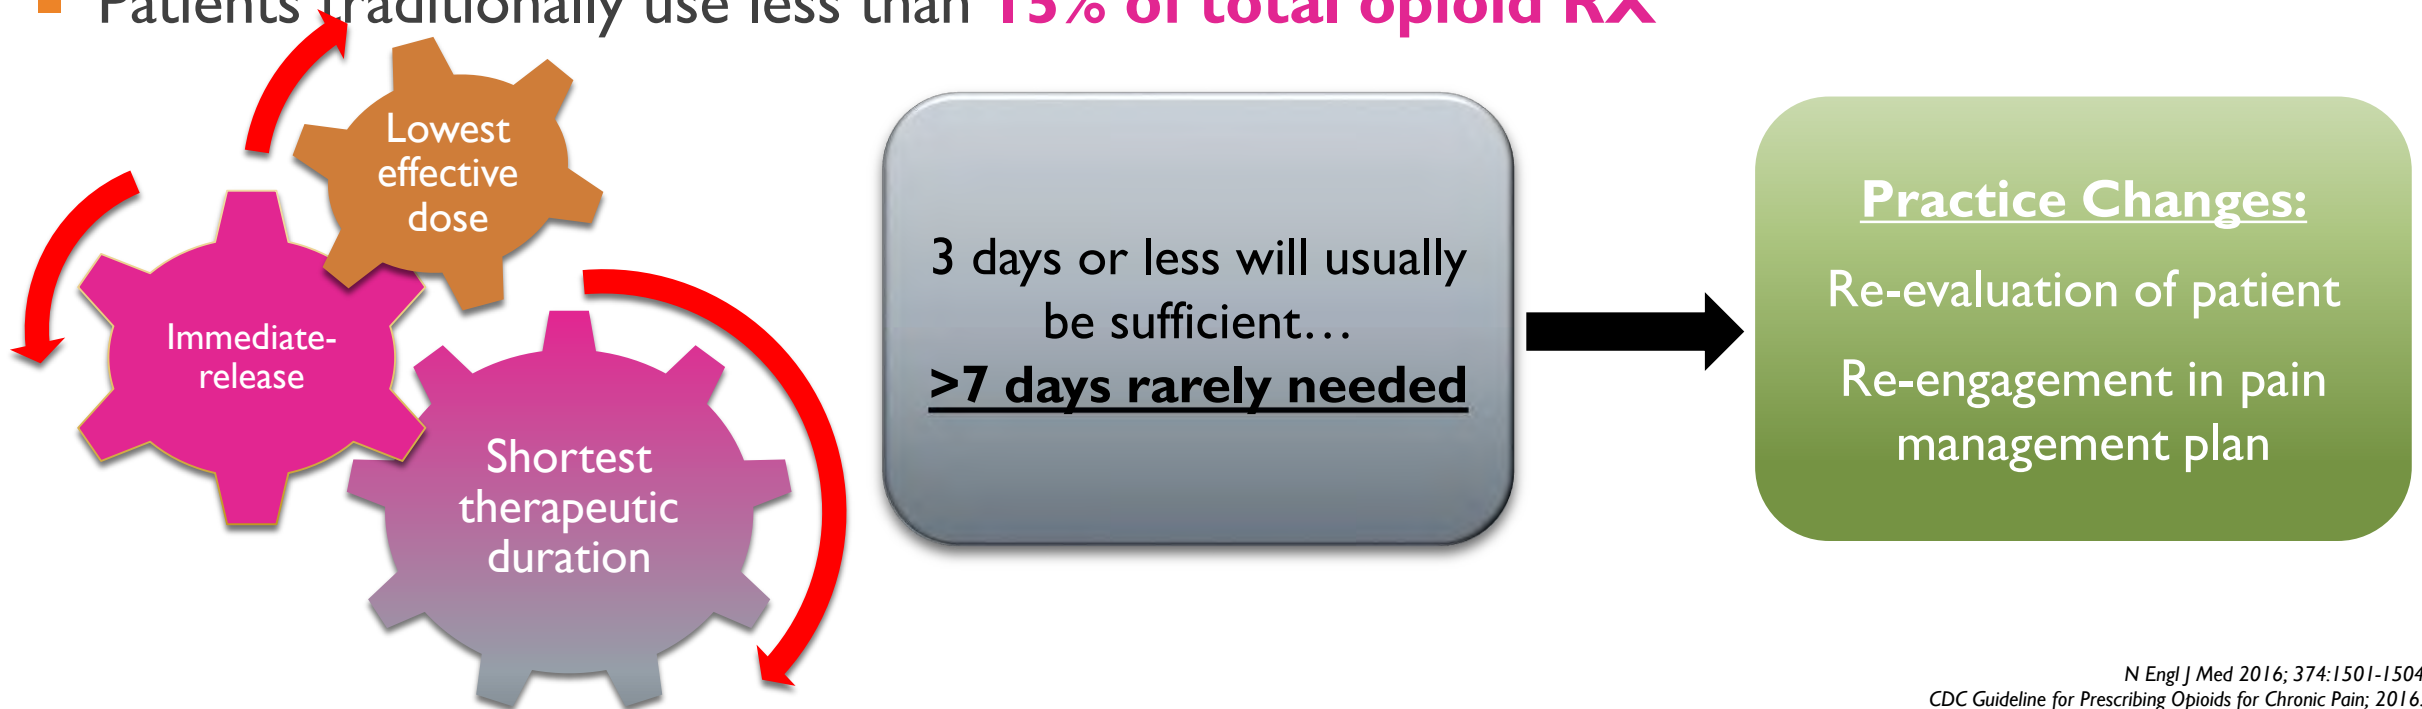 Patients traditionally use less than 15% of total opioid RX
Lowest
effective
dose
Immediate-
release
Shortest
therapeutic
duration
3 days or less will usually
be sufficient…
>7 days rarely needed
Practice Changes:
Re-evaluation of patient
Re-engagement in pain
management plan
N Engl J Med 2016; 374:1501-1504
CDC Guideline for Prescribing Opioids for Chronic Pain; 2016.